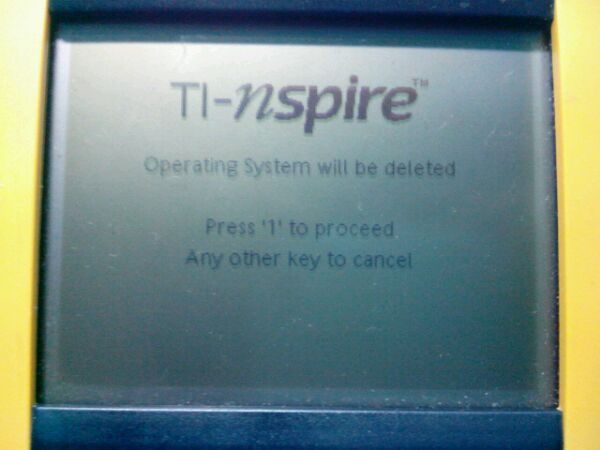 TI-nspire™
Operating System will be deleted
Press '1' to proceed
Any other key to cancel